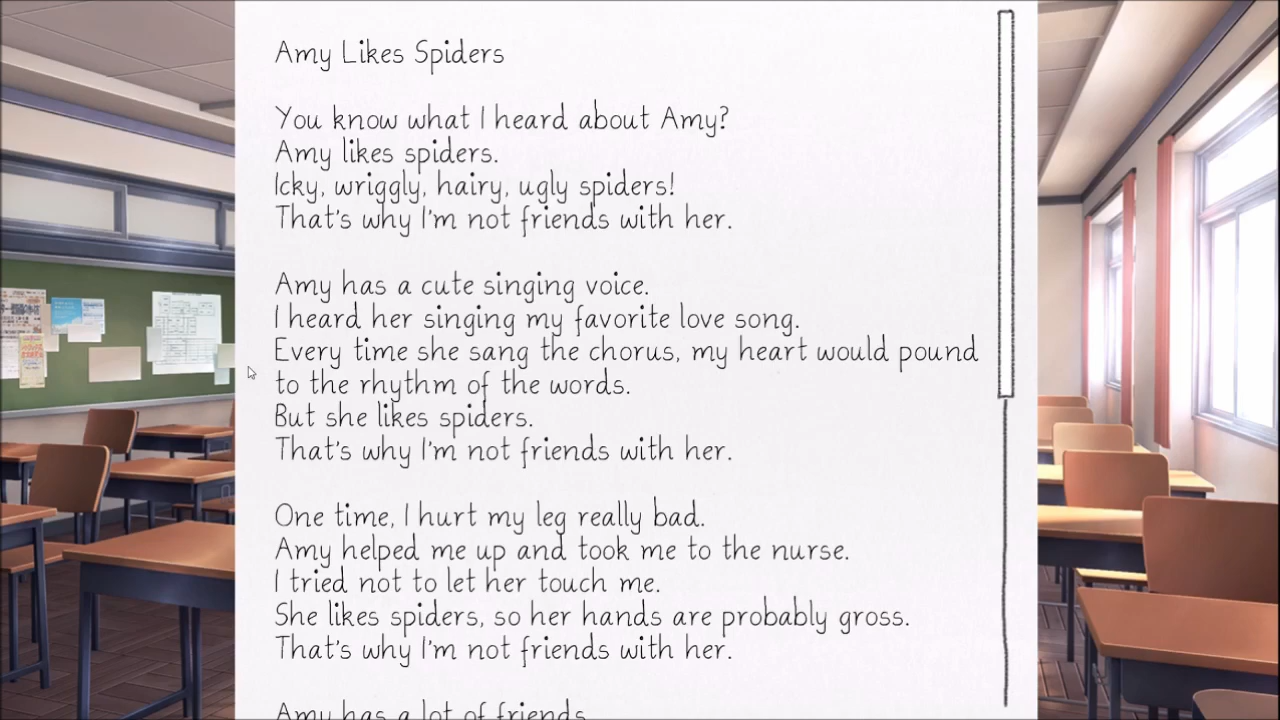 Amy Likes Spiders
You know what I heard about Amy?
Amy likes spiders.
Icky, wriggly, hairy, ugly spiders!
That's why I'm not friends with her.
Amy has a cute singing voice.
I heard her singing my favorite love song.
Every time she sang the chorus, my heart would pound
to the rhythm of the words.
But she likes spiders.
That's why I'm not friends with her.
One time, I hurt my leg really bad.
Amy helped me up and took me to the nurse.
I tried not to let her touch me.
She likes spiders, so her hands are probably gross.
That's why I'm not friends with her.
Amy has a lot of friends